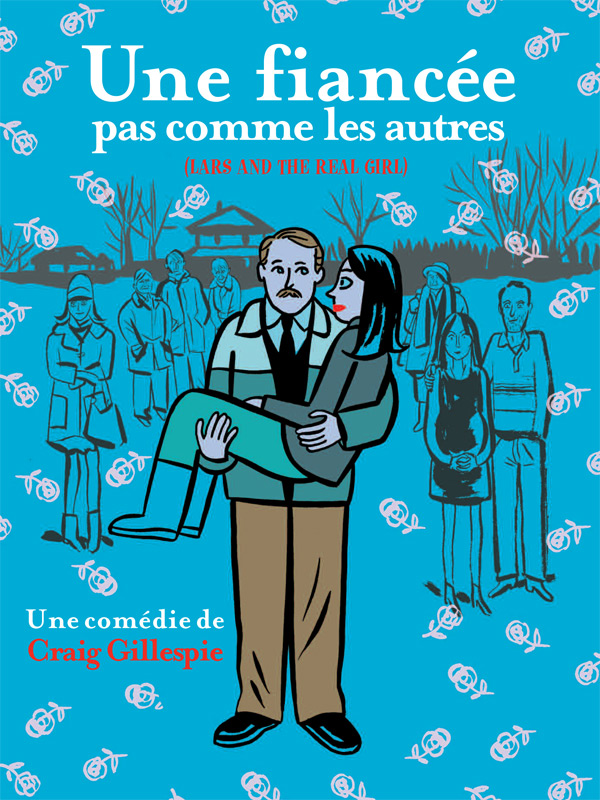 Une fiancée
pas comme les autres
(LARS AND THE REAL GIRL)
Une comédie de
Craig Gillespie